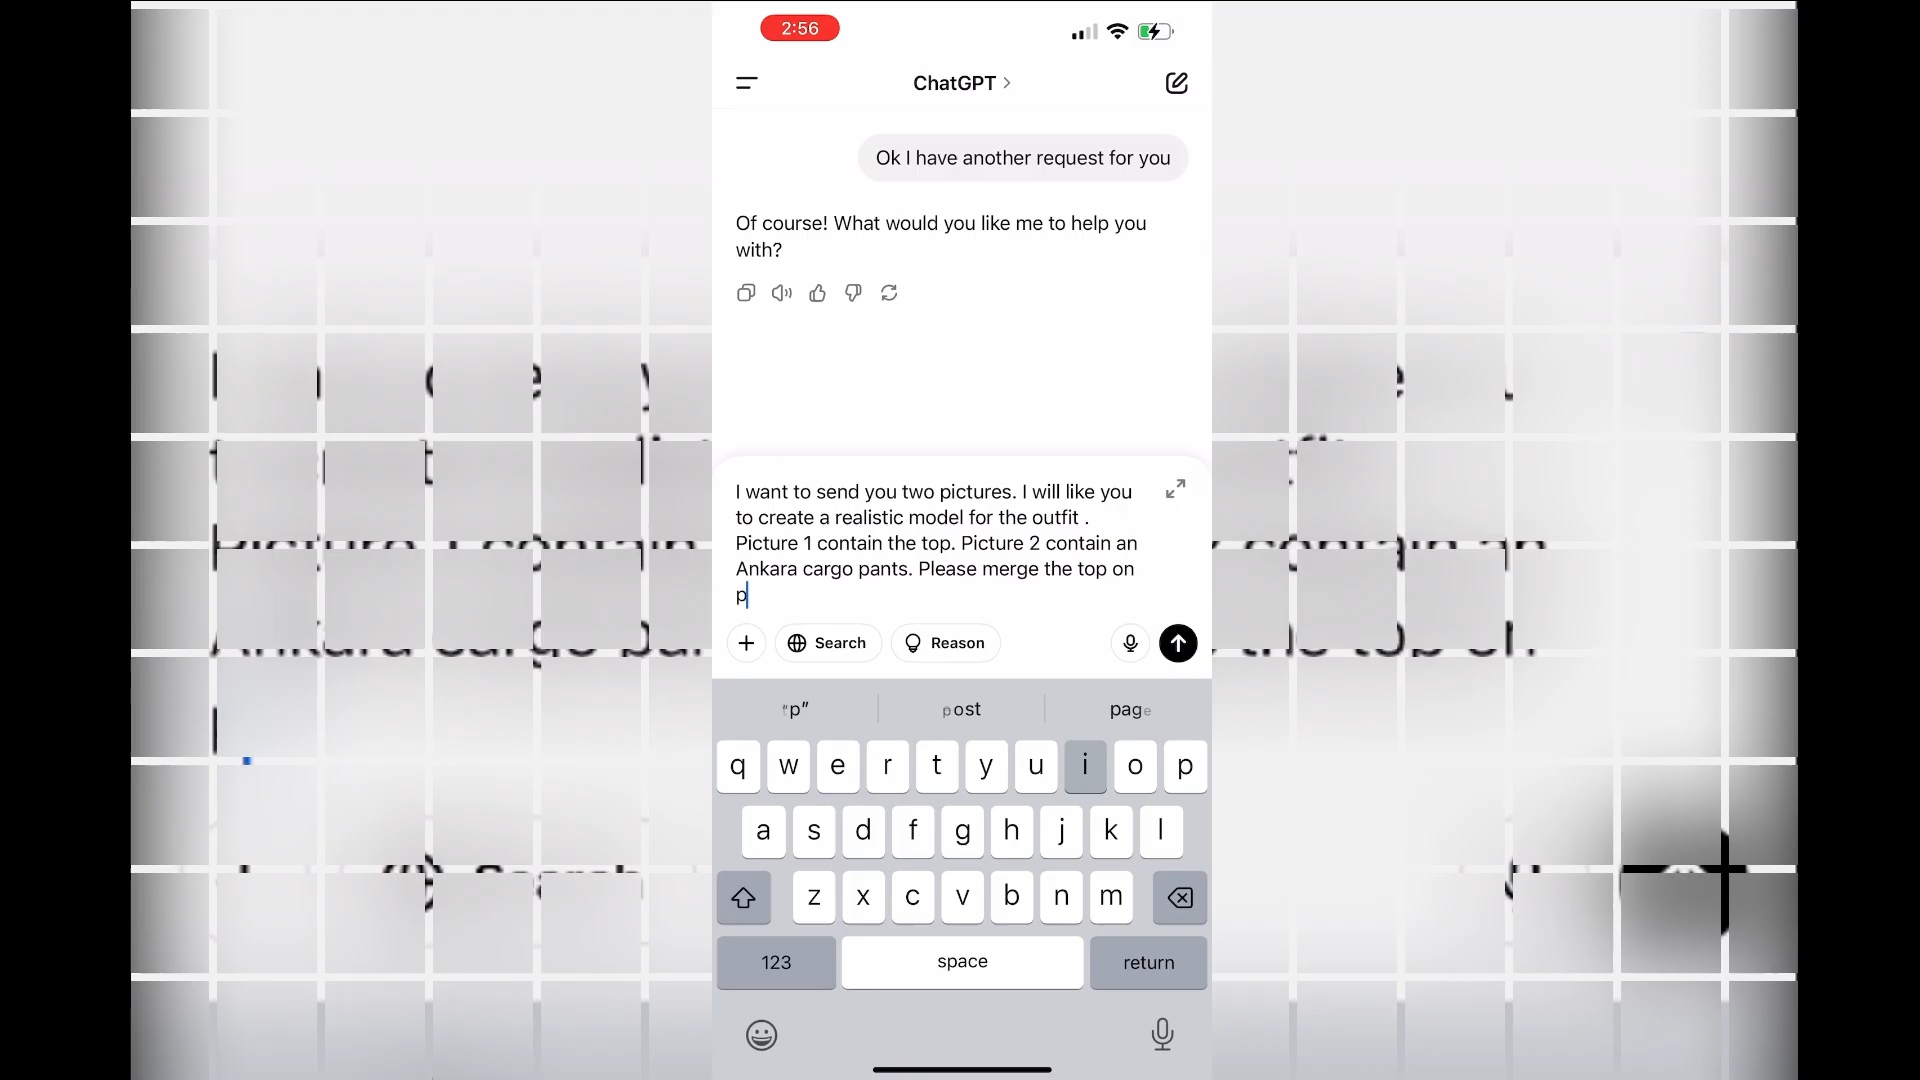 2:56
ChatGPT
Ok I have another request for you
Of course! What would you like me to help you
with?
I want to send you two pictures. I will like you
to create a realistic model for the outfit .
Picture 1 contain the top. Picture 2 contain an
Ankara cargo pants. Please merge the top on
p
Search
Reason
"p"
post
page
q w e r t y u i o p
a s d f g h j k l
z x c v b n m
123
space
return